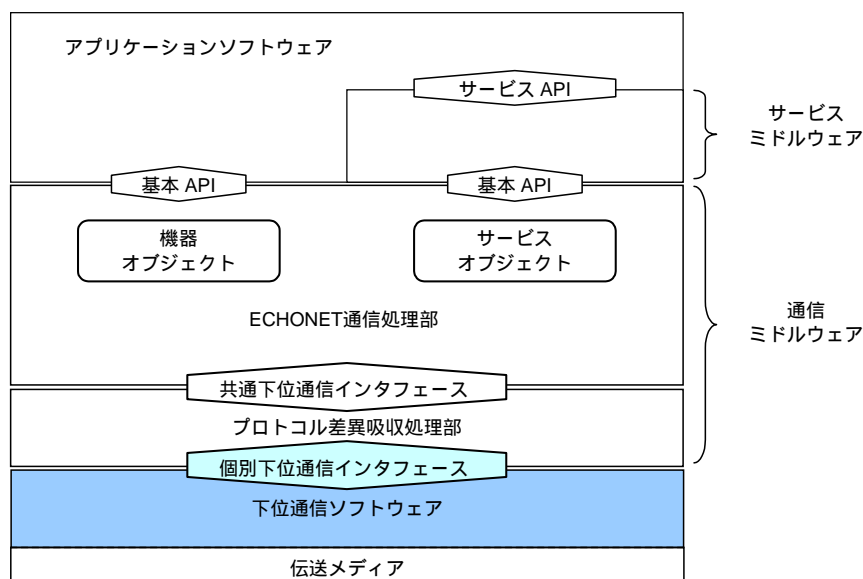 アプリケーションソフトウェア
サービス API
サービス
ミドルウェア
基本 API
基本 API
機器
オブジェクト
サービス
オブジェクト
ECHONET通信処理部
通信
ミドルウェア
共通下位通信インタフェース
プロトコル差異吸収処理部
個別下位通信インタフェース
下位通信ソフトウェア
伝送メディア